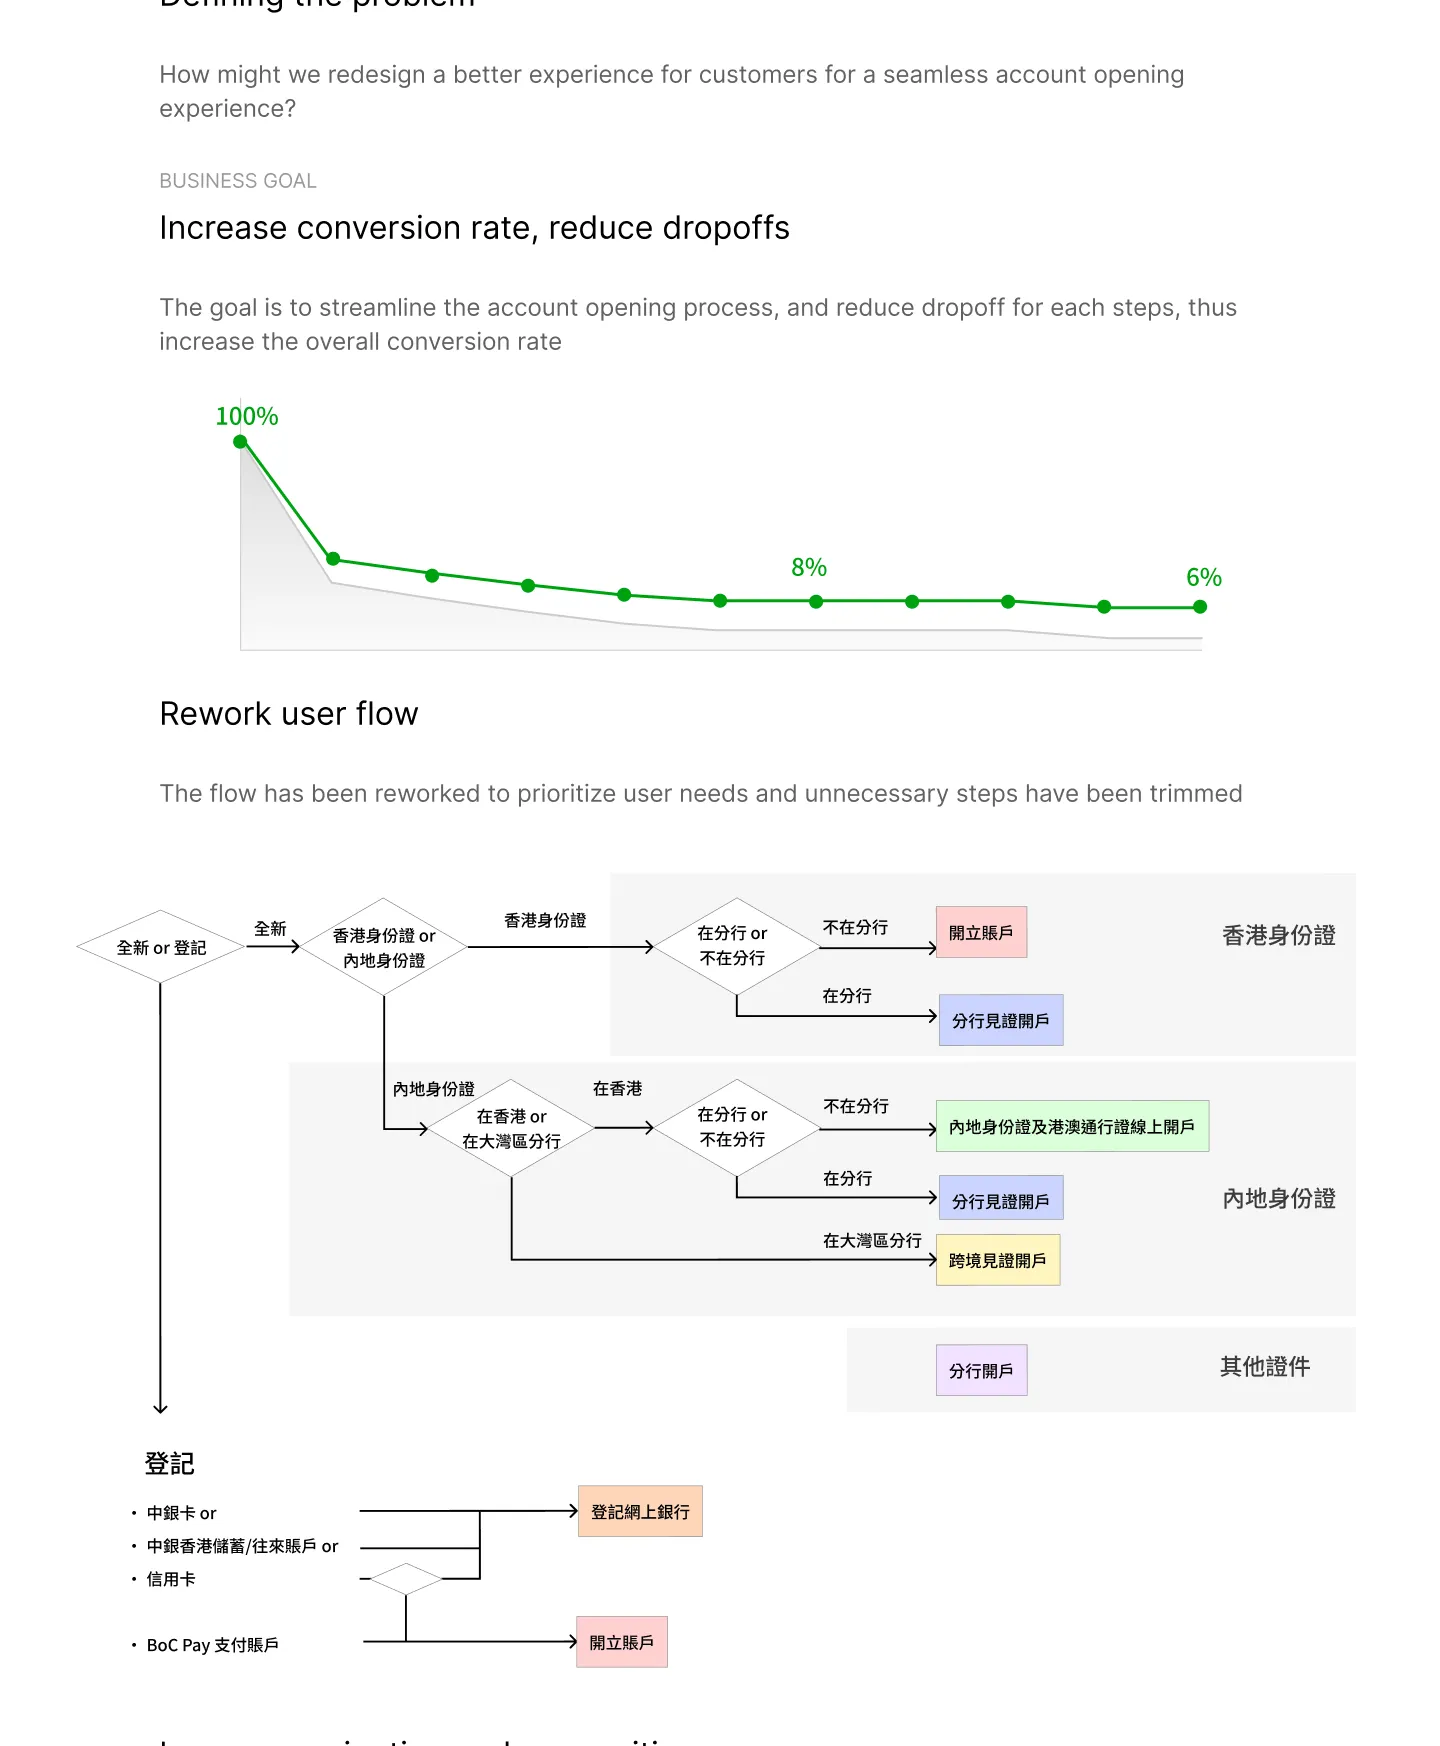 Defining the problem
How might we redesign a better experience for customers for a seamless account opening
experience?
BUSINESS GOAL
Increase conversion rate, reduce dropoffs
The goal is to streamline the account opening process, and reduce dropoff for each steps, thus
increase the overall conversion rate
100%
8%
6%
Rework user flow
The flow has been reworked to prioritize user needs and unnecessary steps have been trimmed
全新 or 登記
全新
香港身份證 or
內地身份證
香港身份證
在分行 or
不在分行
不在分行
開立賬戶
香港身份證
在分行
分行見證開戶
內地身份證
在香港 or
在大灣區分行
在香港
在分行 or
不在分行
不在分行
內地身份證及港澳通行證線上開戶
在分行
分行見證開戶
內地身份證
在大灣區分行
跨境見證開戶
分行開戶
其他證件
登記
• 中銀卡 or
• 中銀香港儲蓄/往來賬戶 or
• 信用卡
登記網上銀行
• BoC Pay 支付賬戶
開立賬戶